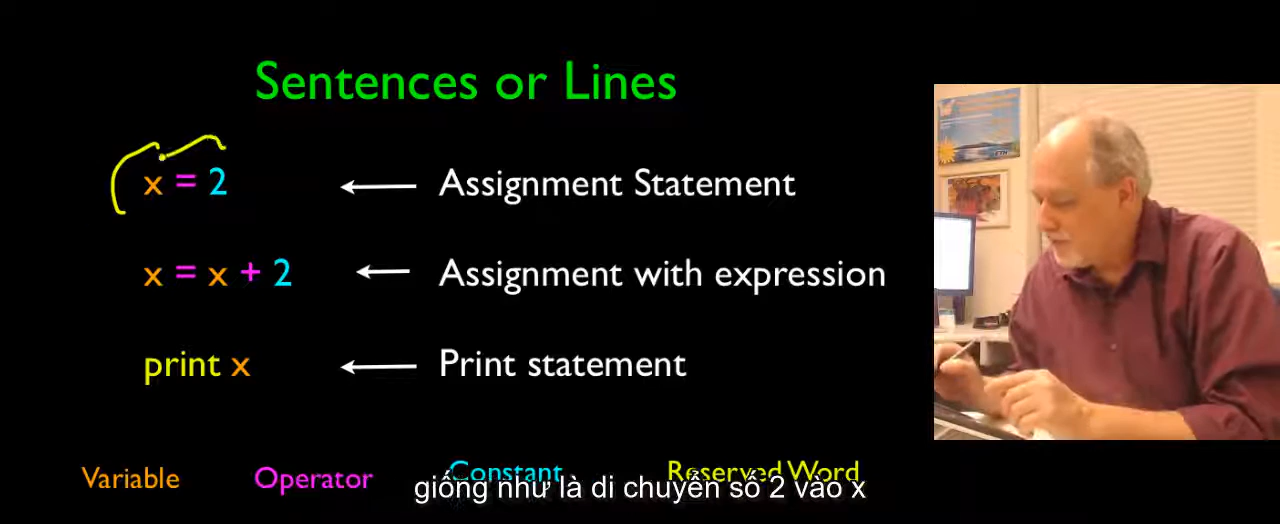 Sentences or Lines
x = 2
Assignment Statement
x = x + 2
Assignment with expression
print x
Print statement
Variable Operator Constant Reserved Word
giống như là di chuyển số 2 vào x